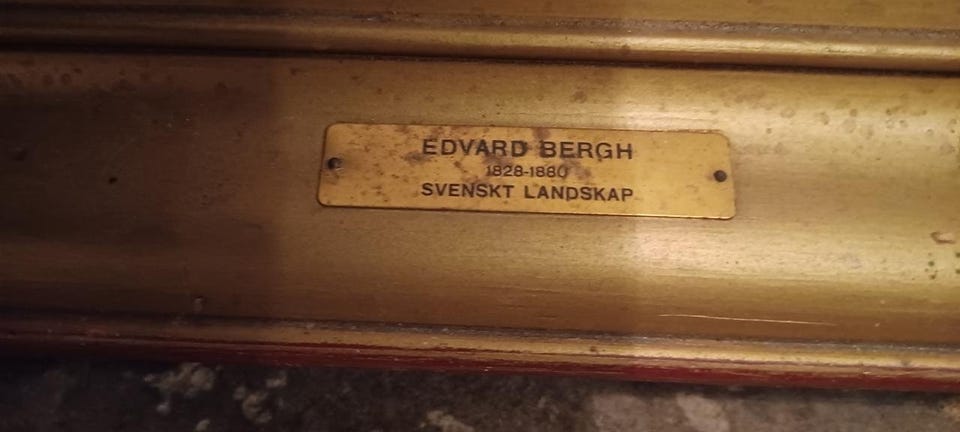 EDVARD BERGH
1828-1880
SVENSKT LANDSKAP